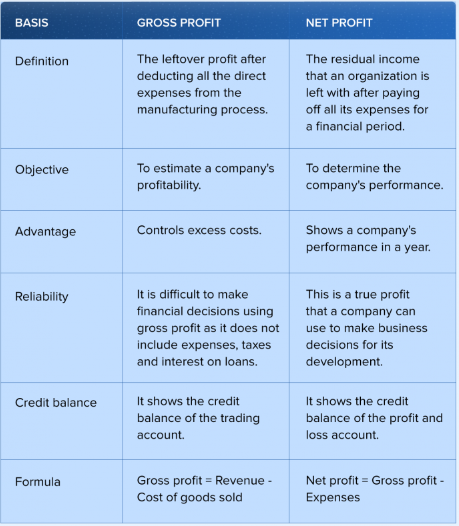 BASIS GROSS PROFIT NET PROFIT
Definition
The leftover profit after
deducting all the direct
expenses from the
manufacturing process.
The residual income
that an organization is
left with after paying
off all its expenses for
a financial period.
Objective
To estimate a company's
profitability.
To determine the
company's performance.
Advantage
Controls excess costs.
Shows a company's
performance in a year.
Reliability
It is difficult to make
financial decisions using
gross profit as it does not
include expenses, taxes
and interest on loans.
This is a true profit
that a company can
use to make business
decisions for its
development.
Credit balance
It shows the credit
balance of the trading
account.
It shows the credit
balance of the profit and
loss account.
Formula
Gross profit = Revenue -
Cost of goods sold
Net profit = Gross profit -
Expenses